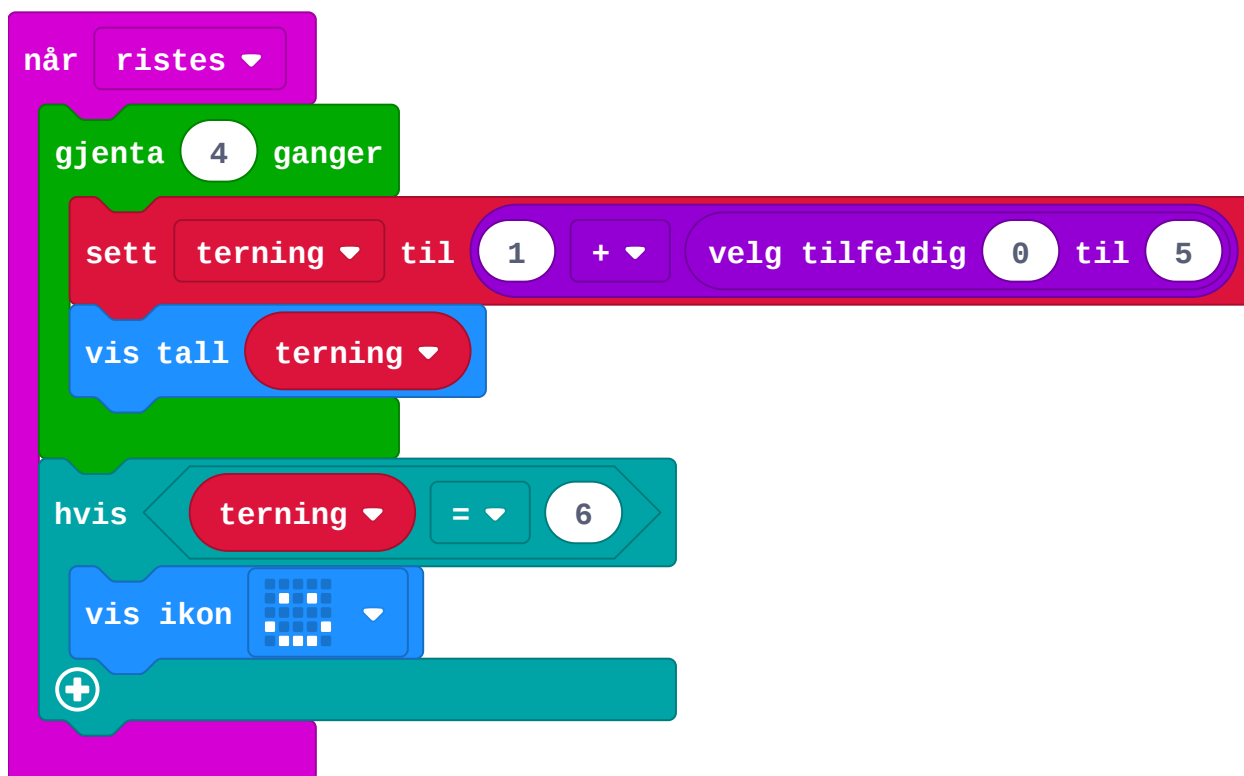 når ristes
gjenta 4 ganger
sett terning til 1 + velg tilfeldig 0 til 5
vis tall terning
hvis terning = 6
vis ikon